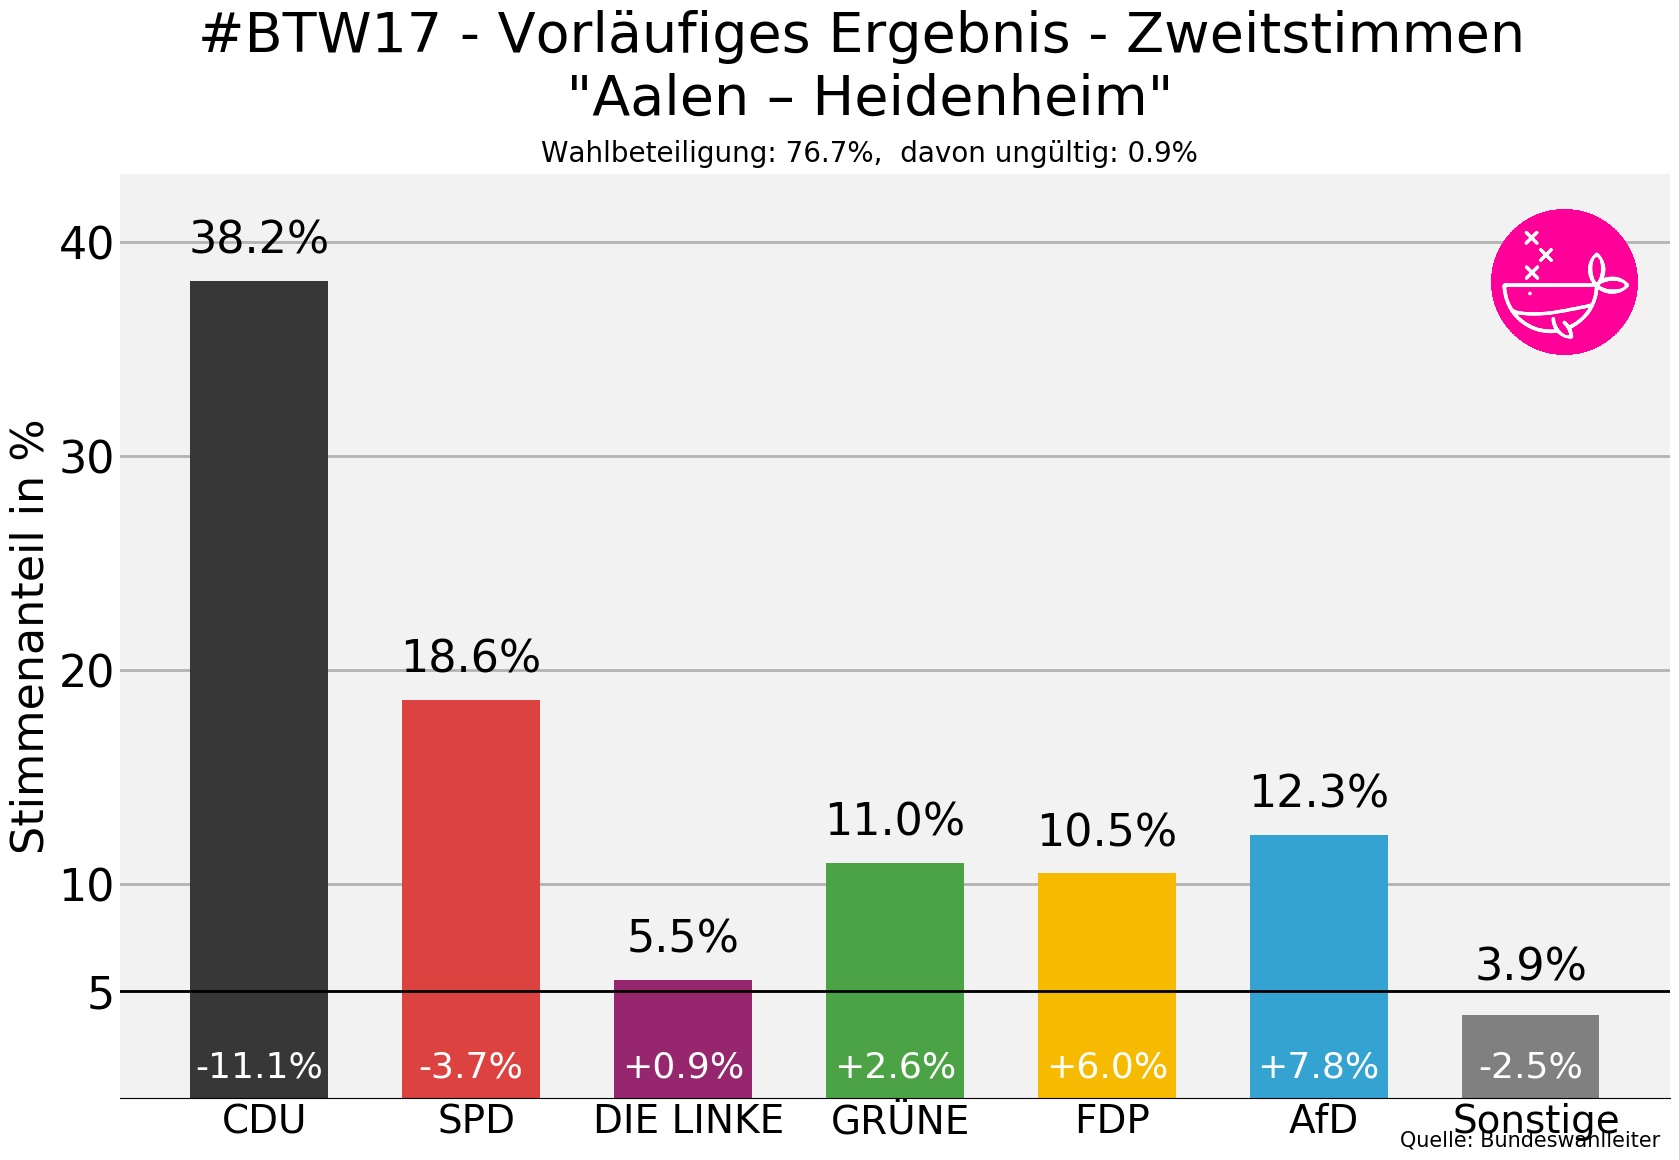 #BTW17 - Vorläufiges Ergebnis - Zweitstimmen
"Aalen – Heidenheim"
Wahlbeteiligung: 76.7%,  davon ungültig: 0.9%
Stimmenanteil in %
40
30
20
10
5
38.2%
18.6%
5.5%
11.0%
10.5%
12.3%
3.9%
-11.1%
-3.7%
+0.9%
+2.6%
+6.0%
+7.8%
-2.5%
CDU
SPD
DIE LINKE
GRÜNE
FDP
AfD
Sonstige
Quelle: Bundeswahlleiter